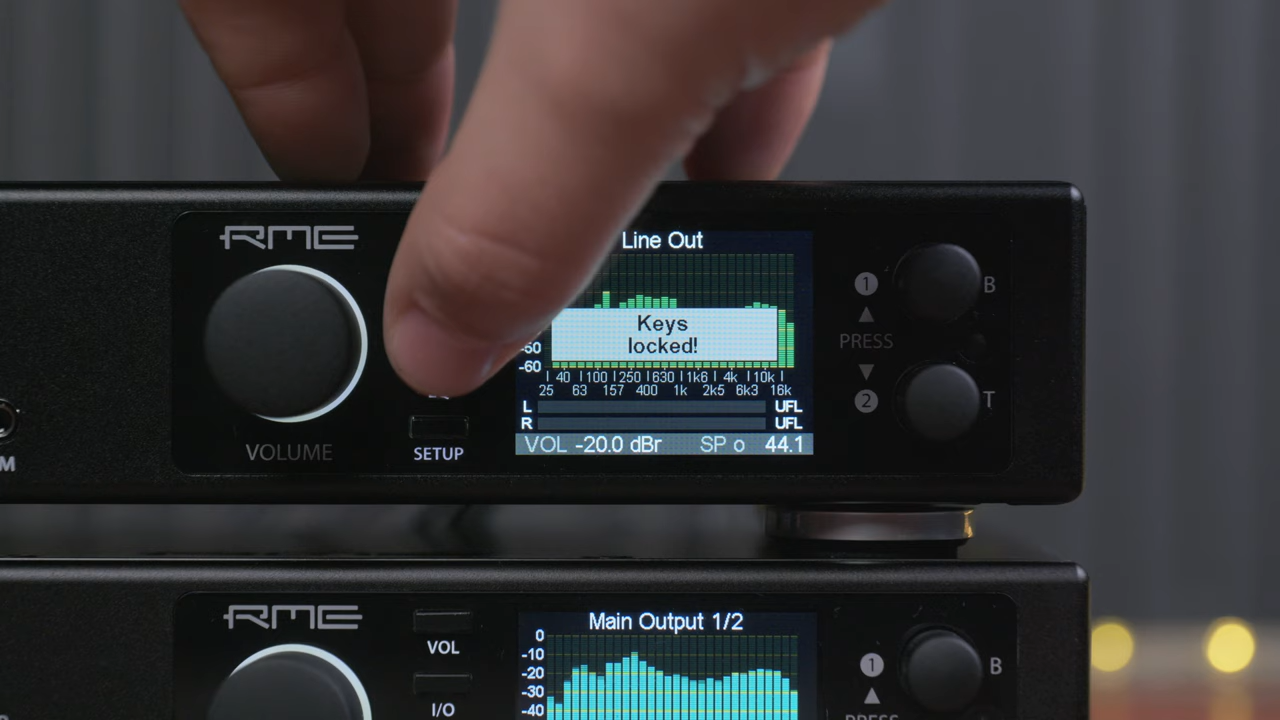 RME
Line Out
1
B
Keys
locked!
PRESS
-50
-60
40 100 250 630 1k6 4k 10k
25 63 157 400 1k 2k5 6k3 16k
2
T
L UFL
R UFL
VOL -20.0 dBr SP o 44.1
VOLUME
SETUP
M
RME
VOL
I/O
Main Output 1/2
0
-10
-20
-30
-40
1
B
PRESS